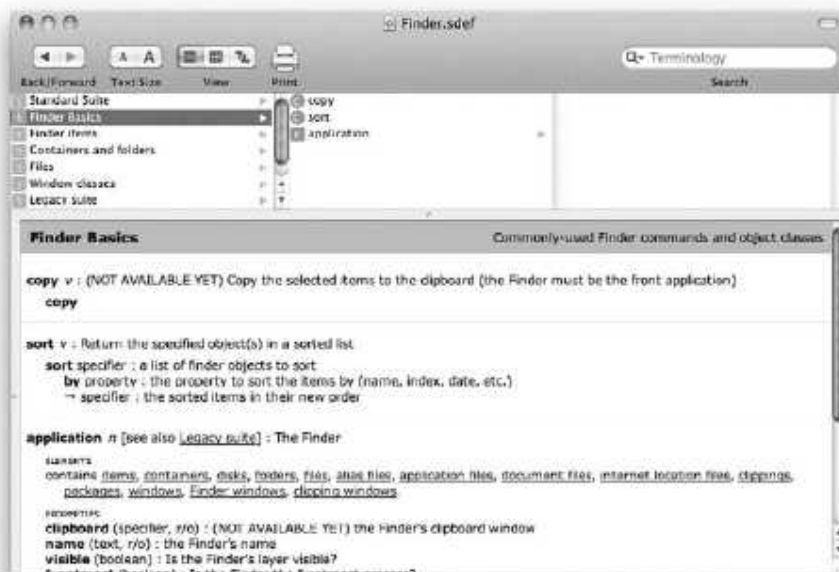 Finder.sdef
A A
Terminology
Back/Forward Text Size View Print Search
Standard Suite
Finder Basics
Finder items
Containers and folders
Files
Window classes
Legacy suite
copy
sort
application
Finder Basics Commonly-used Finder commands and object classes
copy v : (NOT AVAILABLE YET) Copy the selected items to the clipboard (the Finder must be the front application)
copy
sort v : Return the specified object(s) in a sorted list
sort specifier : a list of finder objects to sort
by property : the property to sort the items by (name, index, date, etc.)
→ specifier : the sorted items in their new order
application n [see also Legacy suite] : The Finder
ELEMENTS
contains items, containers, disks, folders, files, alias files, application files, document files, internet location files, clippings,
packages, windows, Finder windows, clipping windows
PROPERTIES
clipboard (specifier, r/o) : (NOT AVAILABLE YET) the Finder's clipboard window
name (text, r/o) : the Finder's name
visible (boolean) : Is the Finder's layer visible?